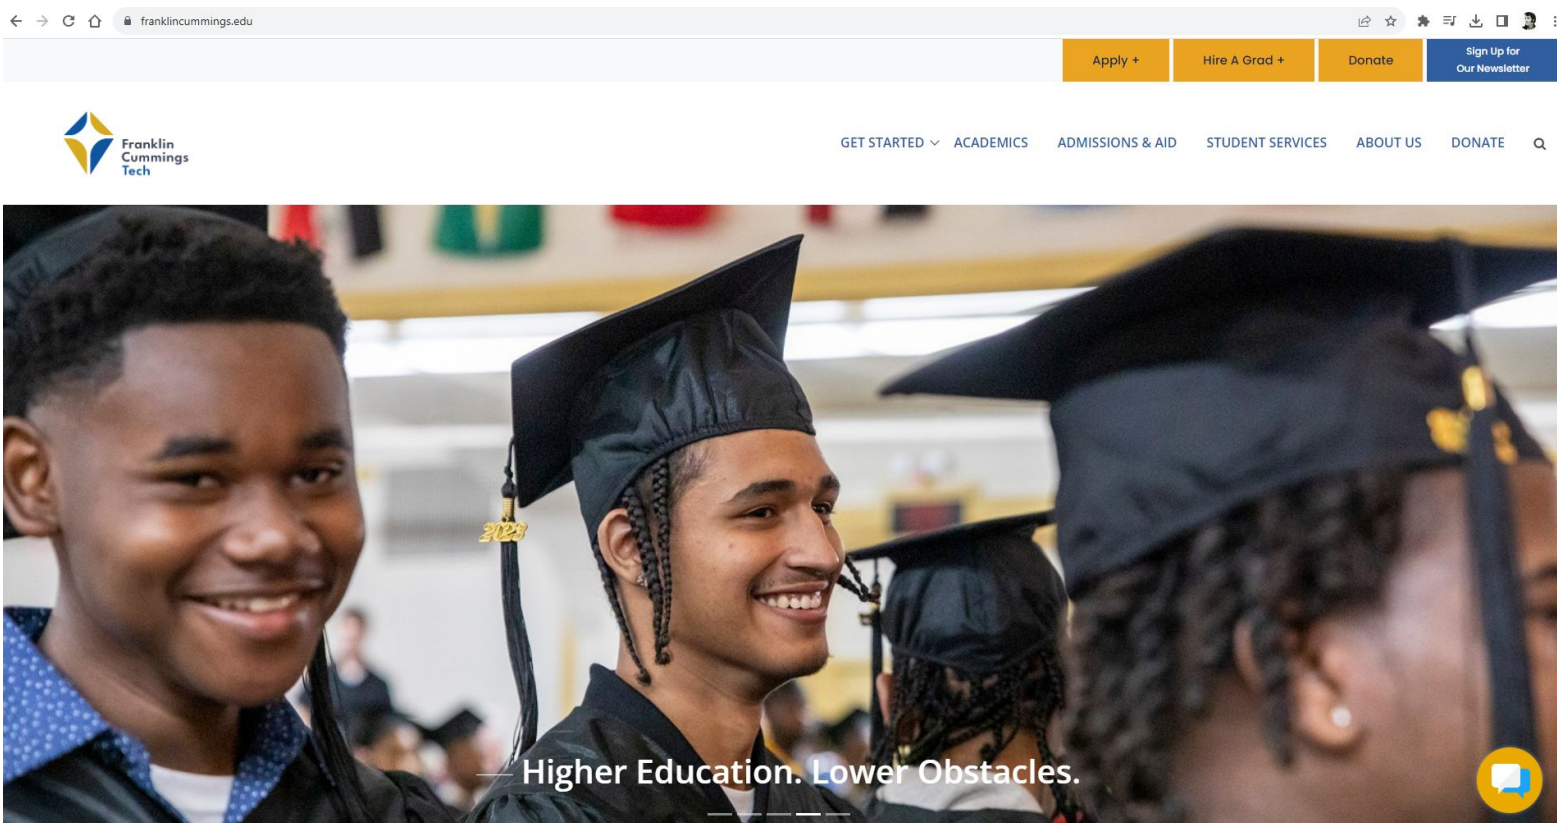 franklincummings.edu
Apply +
Hire A Grad +
Donate
Sign Up for
Our Newsletter
Franklin
Cummings
Tech
GET STARTED
ACADEMICS
ADMISSIONS & AID
STUDENT SERVICES
ABOUT US
DONATE
2023
Higher Education. Lower Obstacles.